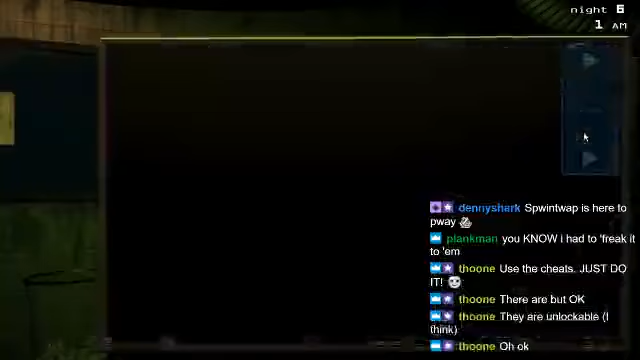 night 6
1 AM
dennyshark Spwintwap is here to
pway
plankman you KNOW i had to 'freak it
to 'em
thoone Use the cheats. JUST DO
IT!
thoone There are but OK
thoone They are unlockable (I
think)
thoone Oh ok